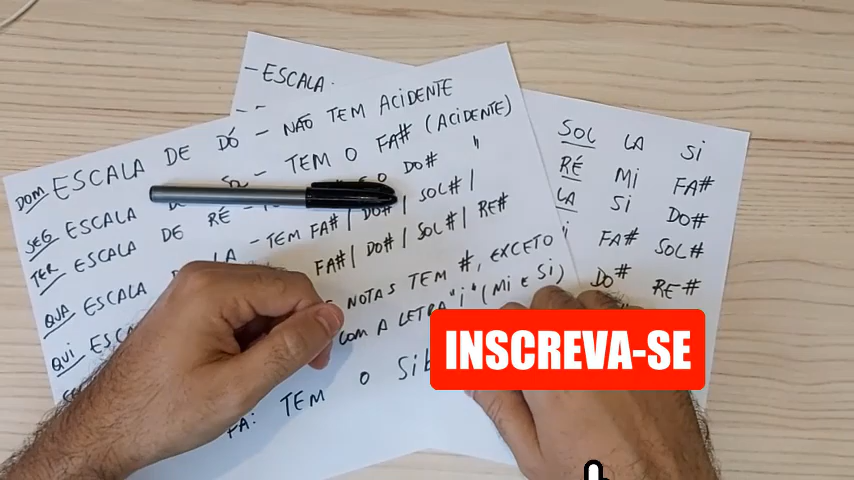 - ESCALA
DOM ESCALA DE DÓ - NÃO TEM ACIDENTE
SEG ESCALA - TEM O FA# (ACIDENTE)
TER ESCALA DE RÉ DO# "
QUA ESCALA LA - TEM FA# | DO# | SOL# |
QUI FA# | DO# | SOL# | RE#
NOTAS TEM #, EXCETO
COM A LETRA "i" (Mi E Si)
FA: TEM O
SOL LA Si
RÉ Mi FA#
LA Si DO#
FA# SOL#
DO# RE#
INSCREVA-SE